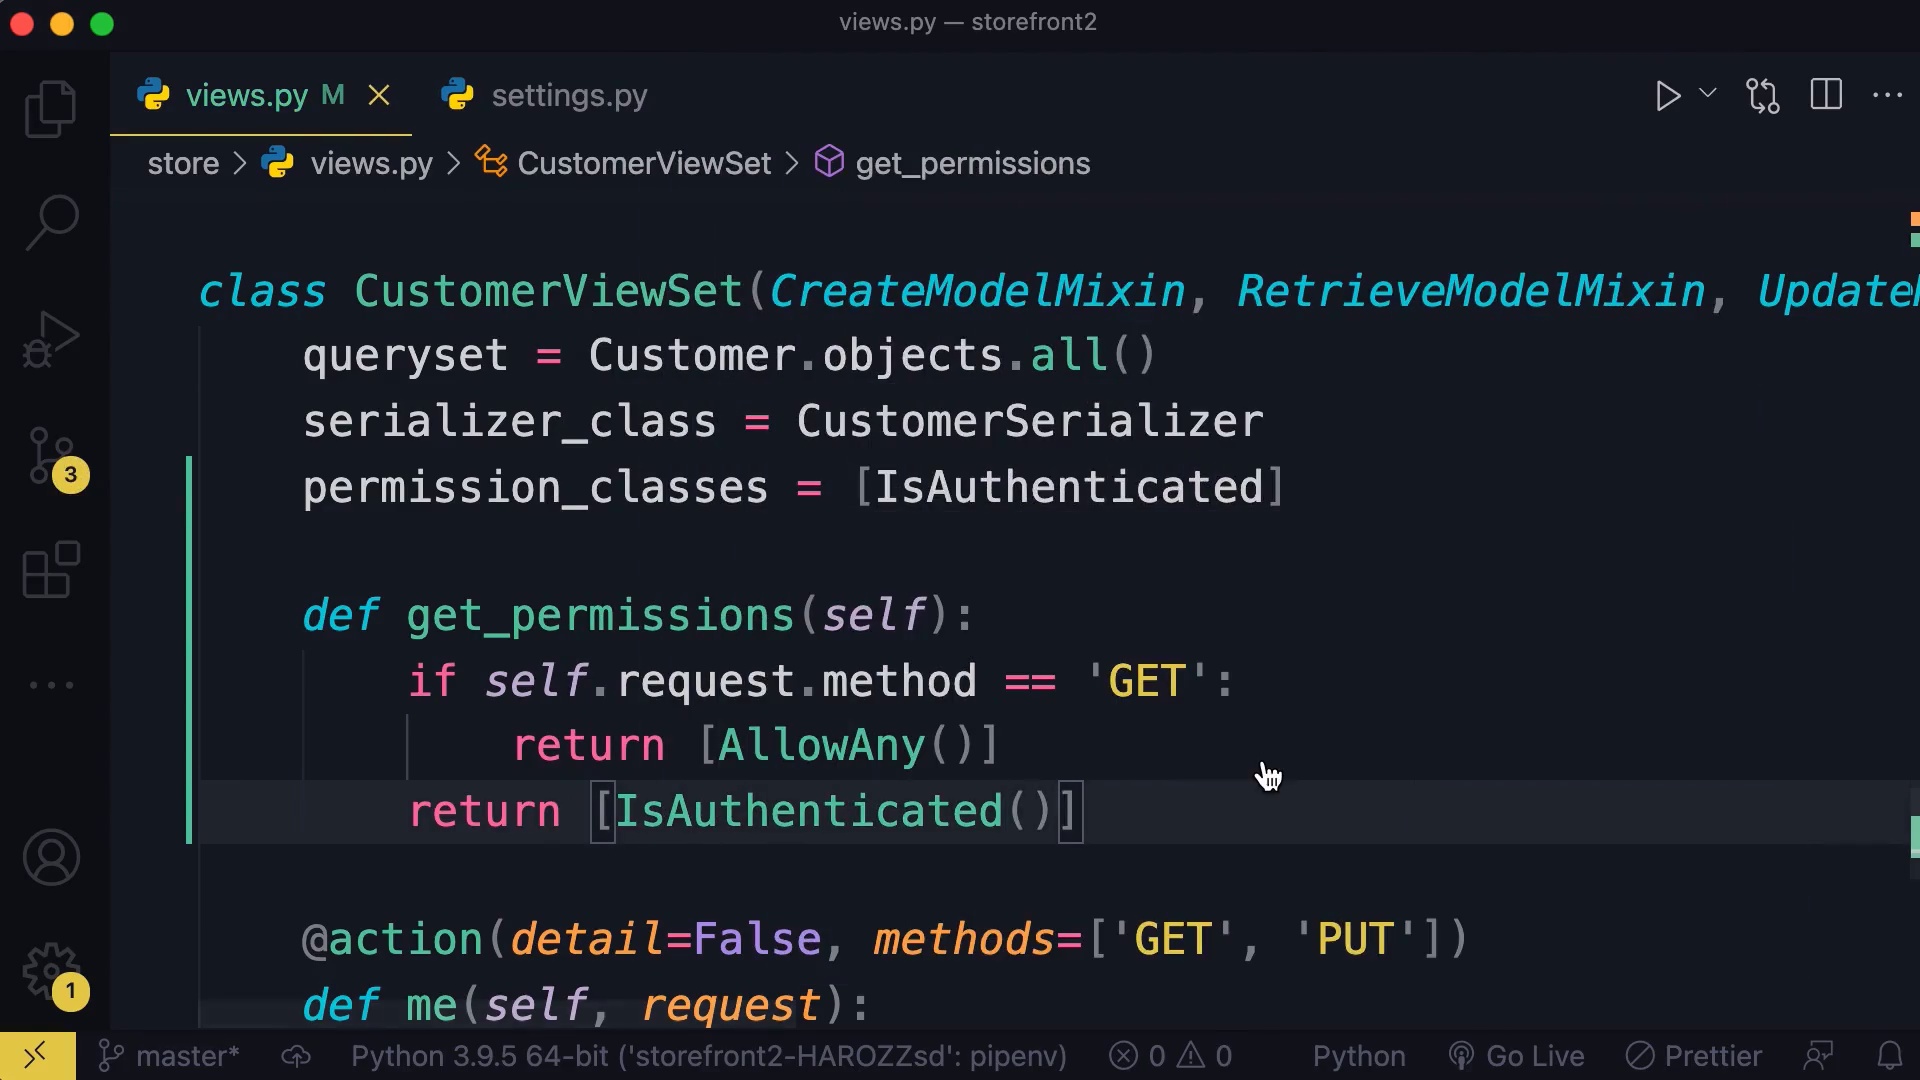 views.py — storefront2
views.py M settings.py
store > views.py > CustomerViewSet > get_permissions
class CustomerViewSet(CreateModelMixin, RetrieveModelMixin,
queryset = Customer.objects.all()
serializer_class = CustomerSerializer
permission_classes = [IsAuthenticated]
def get_permissions(self):
if self.request.method == 'GET':
return [AllowAny()]
return [IsAuthenticated()]
@action(detail=False, methods=['GET', 'PUT'])
def me(self, request):
3
1
master* Python 3.9.5 64-bit ('storefront2-HAROZZsd': pipenv) 0 0 Python Go Live Prettier